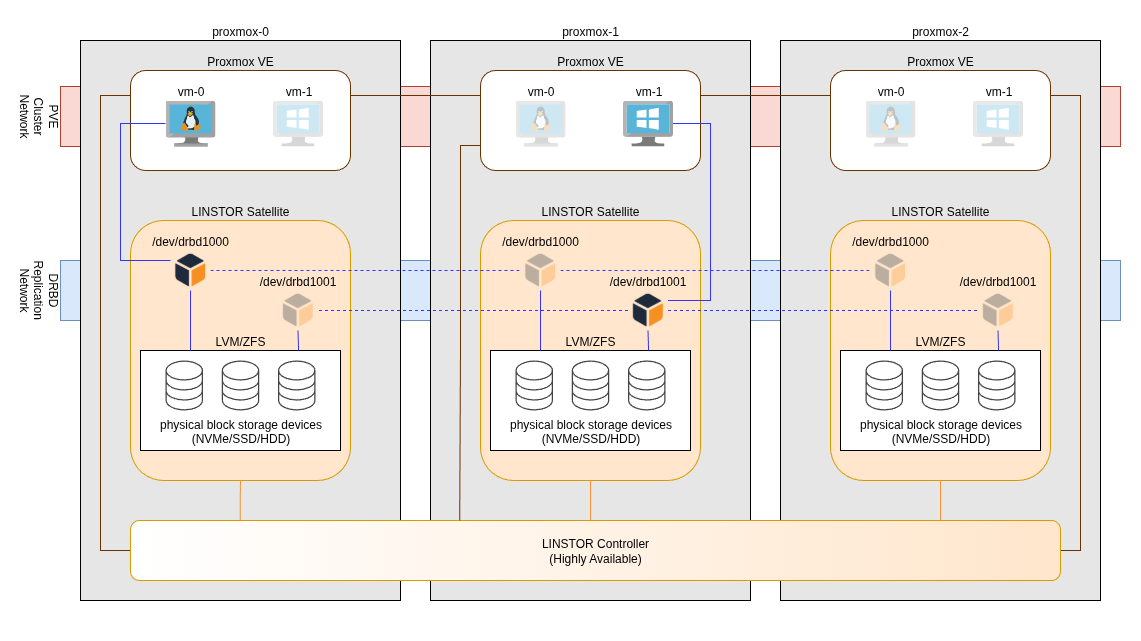 proxmox-0
proxmox-1
proxmox-2
Proxmox VE
Proxmox VE
Proxmox VE
vm-0
vm-1
vm-0
vm-1
vm-0
vm-1
PVE
Cluster
Network
LINSTOR Satellite
LINSTOR Satellite
LINSTOR Satellite
/dev/drbd1000
/dev/drbd1000
/dev/drbd1000
/dev/drbd1001
/dev/drbd1001
/dev/drbd1001
DRBD
Replication
Network
LVM/ZFS
LVM/ZFS
LVM/ZFS
physical block storage devices
(NVMe/SSD/HDD)
physical block storage devices
(NVMe/SSD/HDD)
physical block storage devices
(NVMe/SSD/HDD)
LINSTOR Controller
(Highly Available)